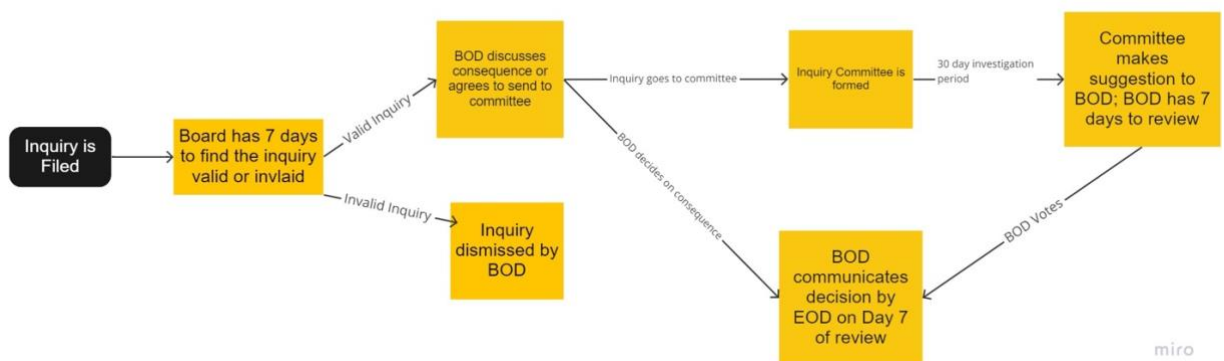 Inquiry is
Filed
Board has 7 days
to find the inquiry
valid or invlaid
Valid Inquiry
Invalid Inquiry
BOD discusses
consequence or
agrees to send to
committee
Inquiry
dismissed by
BOD
Inquiry goes to committee
BOD decides on consequence
Inquiry Committee is
formed
30 day investigation
period
Committee
makes
suggestion to
BOD; BOD has 7
days to review
BOD Votes
BOD
communicates
decision by
EOD on Day 7
of review
miro